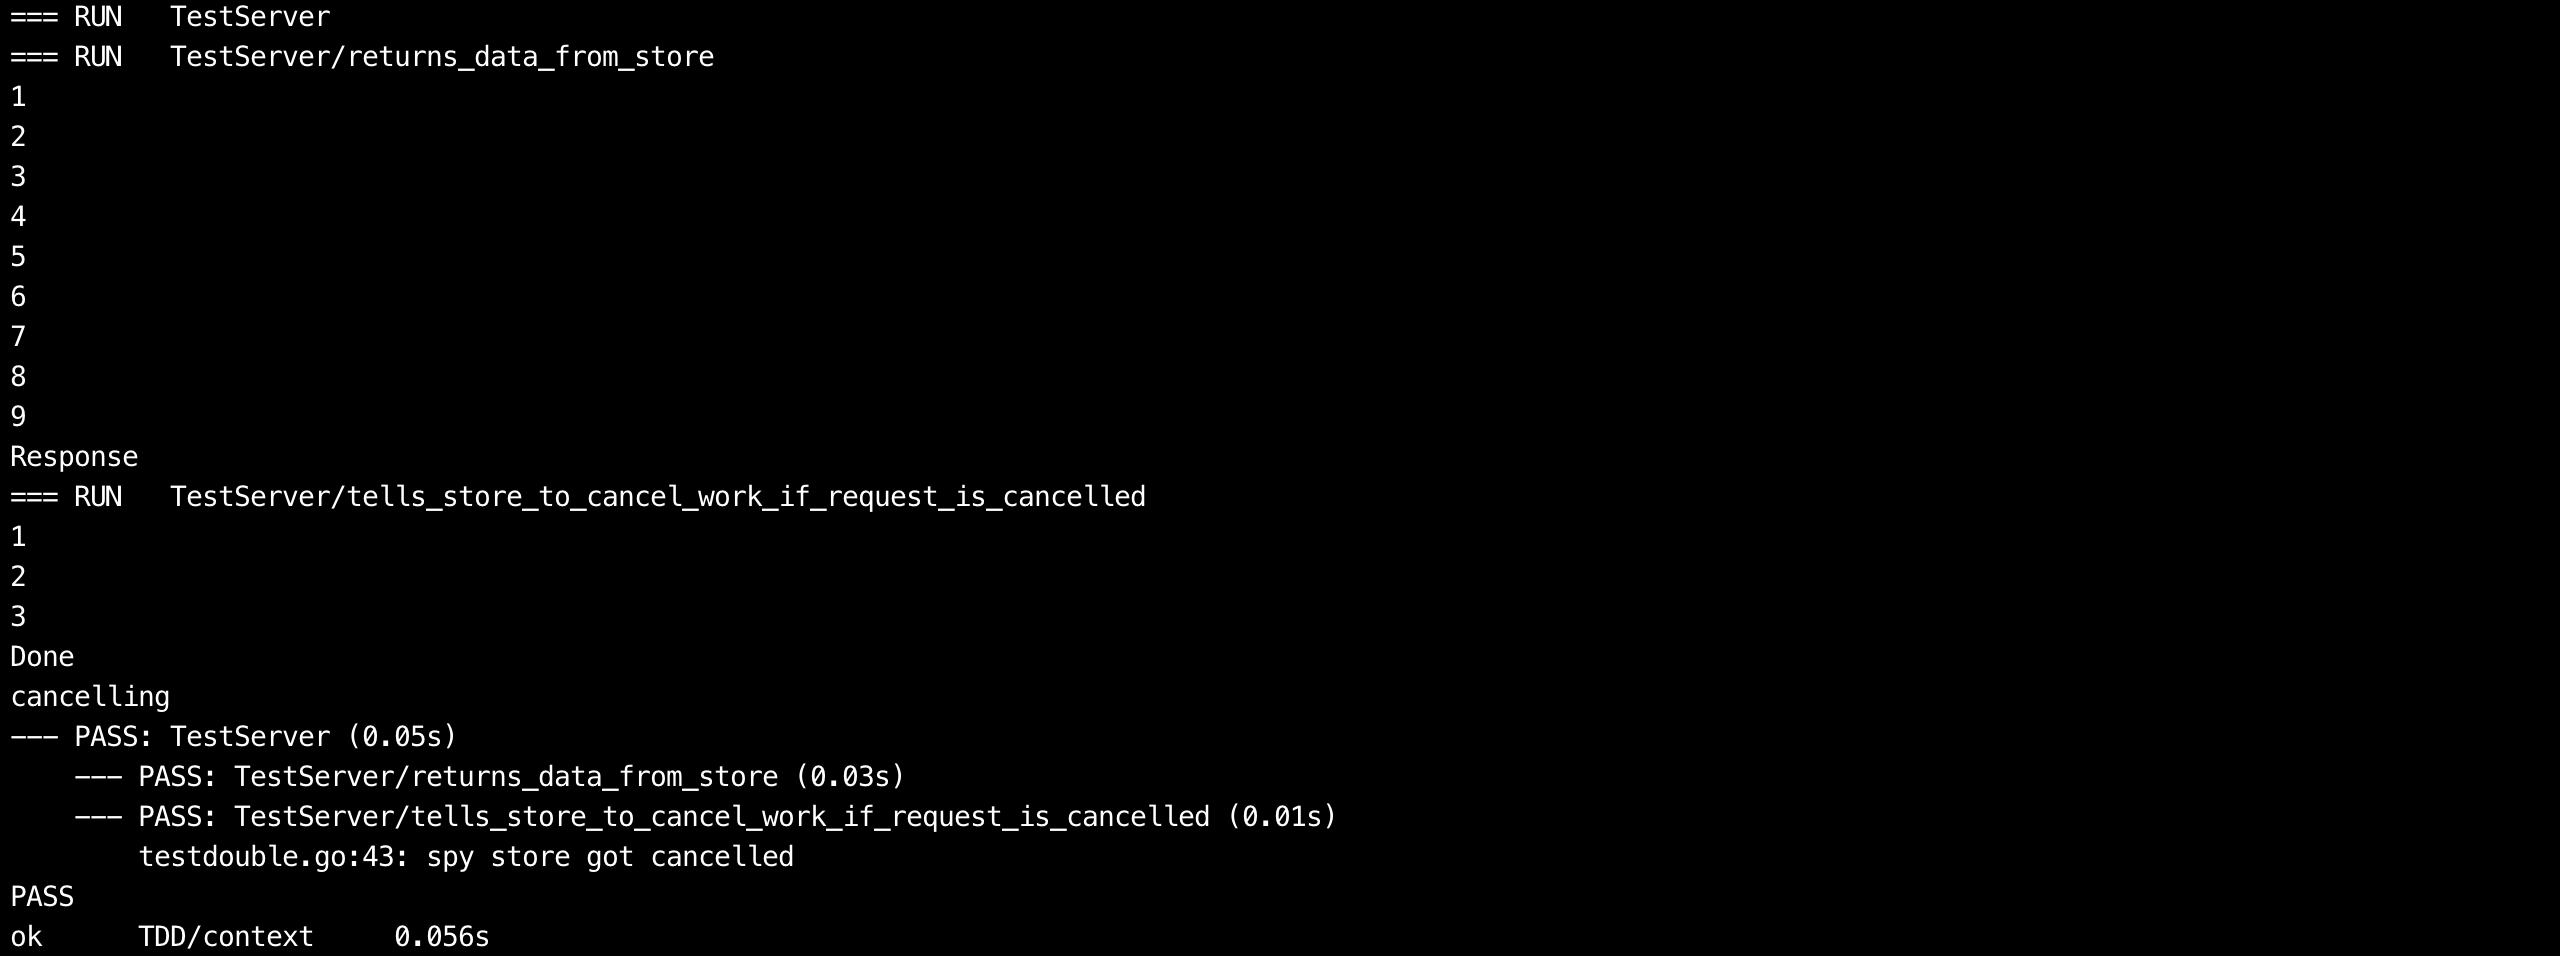 === RUN   TestServer
=== RUN   TestServer/returns_data_from_store
1
2
3
4
5
6
7
8
9
Response
=== RUN   TestServer/tells_store_to_cancel_work_if_request_is_cancelled
1
2
3
Done
cancelling
--- PASS: TestServer (0.05s)
    --- PASS: TestServer/returns_data_from_store (0.03s)
    --- PASS: TestServer/tells_store_to_cancel_work_if_request_is_cancelled (0.01s)
        testdouble.go:43: spy store got cancelled
PASS
ok      TDD/context     0.056s